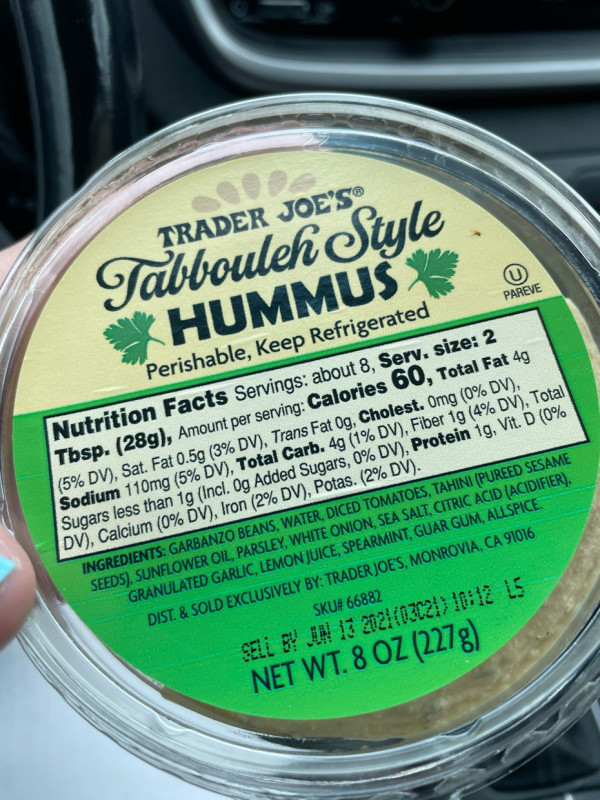 TRADER JOE'S®
Tabbouleh Style
HUMMUS
Perishable, Keep Refrigerated
U
PAREVE
Nutrition Facts Servings: about 8, Serv. size: 2
Tbsp. (28g), Amount per serving: Calories 60, Total Fat 4g
(5% DV), Sat. Fat 0.5g (3% DV), Trans Fat 0g, Cholest. 0mg (0% DV),
Sodium 110mg (5% DV), Total Carb. 4g (1% DV), Fiber 1g (4% DV), Total
Sugars less than 1g (Incl. 0g Added Sugars, 0% DV), Protein 1g, Vit. D (0%
DV), Calcium (0% DV), Iron (2% DV), Potas. (2% DV).
INGREDIENTS: GARBANZO BEANS, WATER, DICED TOMATOES, TAHINI (PUREED SESAME
SEEDS), SUNFLOWER OIL, PARSLEY, WHITE ONION, SEA SALT, CITRIC ACID (ACIDIFIER),
GRANULATED GARLIC, LEMON JUICE, SPEARMINT, GUAR GUM, ALLSPICE.
DIST. & SOLD EXCLUSIVELY BY: TRADER JOE'S, MONROVIA, CA 91016
SKU# 66882
SELL BY JUN 13 2021(03C21) 10:12 L5
NET WT. 8 OZ (227g)